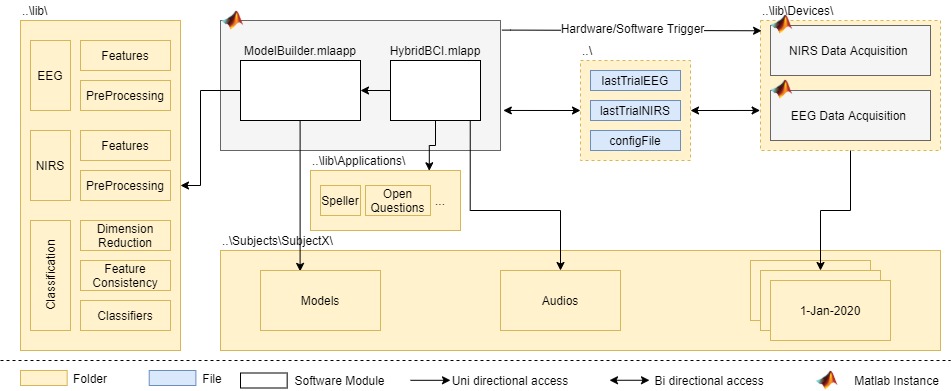 ..\lib\
EEG
Features
PreProcessing
NIRS
Features
PreProcessing
Classification
Dimension
Reduction
Feature
Consistency
Classifiers
ModelBuilder.mlaapp
HybridBCI.mlapp
Hardware/Software Trigger
..\
lastTrialEEG
lastTrialNIRS
configFile
..\lib\Devices\
NIRS Data Acquisition
EEG Data Acquisition
..\lib\Applications\
Speller
Open
Questions
...
..\Subjects\SubjectX\
Models
Audios
1-Jan-2020
Folder
File
Software Module
Uni directional access
Bi directional access
Matlab Instance